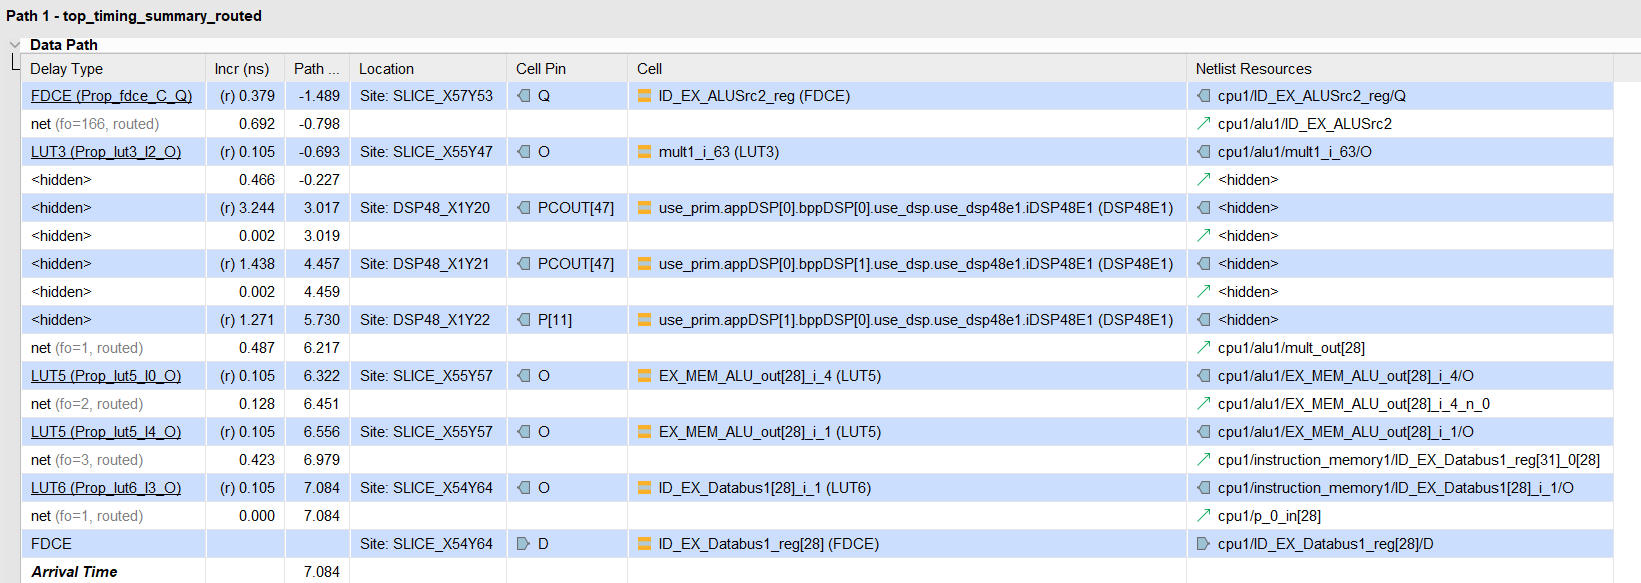 Path 1 - top_timing_summary_routed
Data Path
Delay Type Incr (ns) Path ... Location Cell Pin Cell Netlist Resources
FDCE (Prop_fdce_C_Q) (r) 0.379 -1.489 Site: SLICE_X57Y53 Q ID_EX_ALUSrc2_reg (FDCE) cpu1/ID_EX_ALUSrc2_reg/Q
net (fo=166, routed) 0.692 -0.798 cpu1/alu1/ID_EX_ALUSrc2
LUT3 (Prop_lut3_I2_O) (r) 0.105 -0.693 Site: SLICE_X55Y47 O mult1_i_63 (LUT3) cpu1/alu1/mult1_i_63/O
<hidden> 0.466 -0.227 <hidden>
<hidden> (r) 3.244 3.017 Site: DSP48_X1Y20 PCOUT[47] use_prim.appDSP[0].bppDSP[0].use_dsp.use_dsp48e1.iDSP48E1 (DSP48E1) <hidden>
<hidden> 0.002 3.019 <hidden>
<hidden> (r) 1.438 4.457 Site: DSP48_X1Y21 PCOUT[47] use_prim.appDSP[0].bppDSP[1].use_dsp.use_dsp48e1.iDSP48E1 (DSP48E1) <hidden>
<hidden> 0.002 4.459 <hidden>
<hidden> (r) 1.271 5.730 Site: DSP48_X1Y22 P[11] use_prim.appDSP[1].bppDSP[0].use_dsp.use_dsp48e1.iDSP48E1 (DSP48E1) <hidden>
net (fo=1, routed) 0.487 6.217 cpu1/alu1/mult_out[28]
LUT5 (Prop_lut5_I0_O) (r) 0.105 6.322 Site: SLICE_X55Y57 O EX_MEM_ALU_out[28]_i_4 (LUT5) cpu1/alu1/EX_MEM_ALU_out[28]_i_4/O
net (fo=2, routed) 0.128 6.451 cpu1/alu1/EX_MEM_ALU_out[28]_i_4_n_0
LUT5 (Prop_lut5_I4_O) (r) 0.105 6.556 Site: SLICE_X55Y57 O EX_MEM_ALU_out[28]_i_1 (LUT5) cpu1/alu1/EX_MEM_ALU_out[28]_i_1/O
net (fo=3, routed) 0.423 6.979 cpu1/instruction_memory1/ID_EX_Databus1_reg[31]_0[28]
LUT6 (Prop_lut6_I3_O) (r) 0.105 7.084 Site: SLICE_X54Y64 O ID_EX_Databus1[28]_i_1 (LUT6) cpu1/instruction_memory1/ID_EX_Databus1[28]_i_1/O
net (fo=1, routed) 0.000 7.084 cpu1/p_0_in[28]
FDCE Site: SLICE_X54Y64 D ID_EX_Databus1_reg[28] (FDCE) cpu1/ID_EX_Databus1_reg[28]/D
Arrival Time 7.084